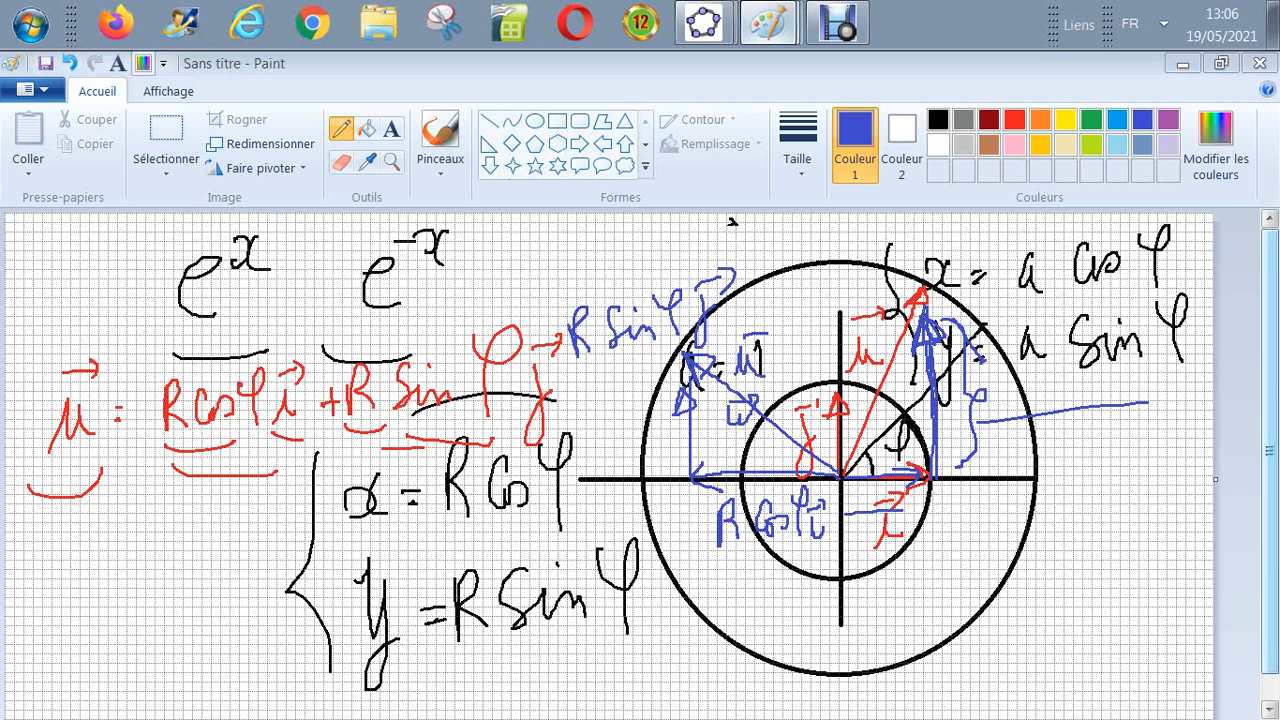 12
Liens
FR
13:06
19/05/2021
Sans titre - Paint
Accueil
Affichage
Coller
Couper
Copier
Presse-papiers
Sélectionner
Rogner
Redimensionner
Faire pivoter
Image
A
Outils
Pinceaux
Contour
Remplissage
Formes
Taille
Couleur 1
Couleur 2
Modifier les couleurs
Couleurs
e^x e^-x
x = a cos φ
y = a sin φ
R sin φ j
u = R cos φ i + R sin φ j
u
j
φ
i
R cos φ i
x = R cos φ
y = R sin φ